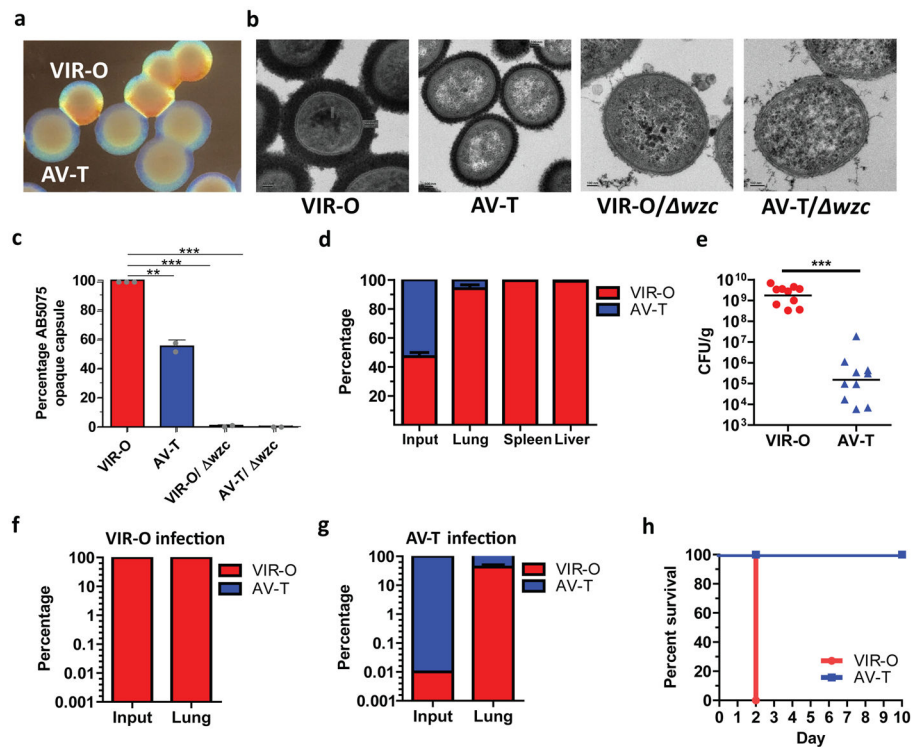 a
VIR-O
AV-T
b
VIR-O
AV-T
VIR-O/Δwzc
AV-T/Δwzc
c
Percentage AB5075
opaque capsule
100
80
60
40
20
0
***
***
**
VIR-O
AV-T
VIR-O/ Δwzc
AV-T/ Δwzc
d
Percentage
100
80
60
40
20
Input
Lung
Spleen
Liver
VIR-O
AV-T
e
CFU/g
***
10¹⁰
10⁹
10⁸
10⁷
10⁶
10⁵
10⁴
10³
VIR-O
AV-T
f
VIR-O infection
Percentage
100
10
1
0.1
0.01
0.001
Input
Lung
VIR-O
AV-T
g
AV-T infection
Percentage
100
10
1
0.1
0.01
0.001
Input
Lung
VIR-O
AV-T
h
Percent survival
100
80
60
40
20
0
0 1 2 3 4 5 6 7 8 9 10
Day
VIR-O
AV-T